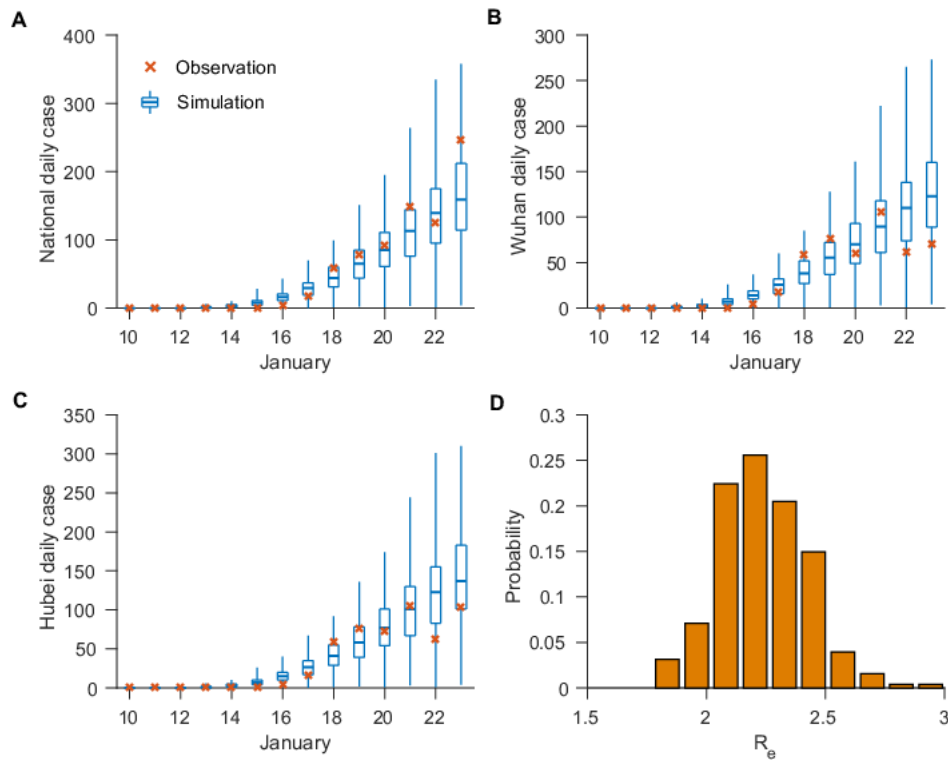 A
National daily case
400
300
200
100
0
Observation
Simulation
10 12 14 16 18 20 22
January
B
Wuhan daily case
300
250
200
150
100
50
0
10 12 14 16 18 20 22
January
C
Hubei daily case
350
300
250
200
150
100
50
0
10 12 14 16 18 20 22
January
D
Probability
0.3
0.25
0.2
0.15
0.1
0.05
0
1.5 2 2.5 3
Re